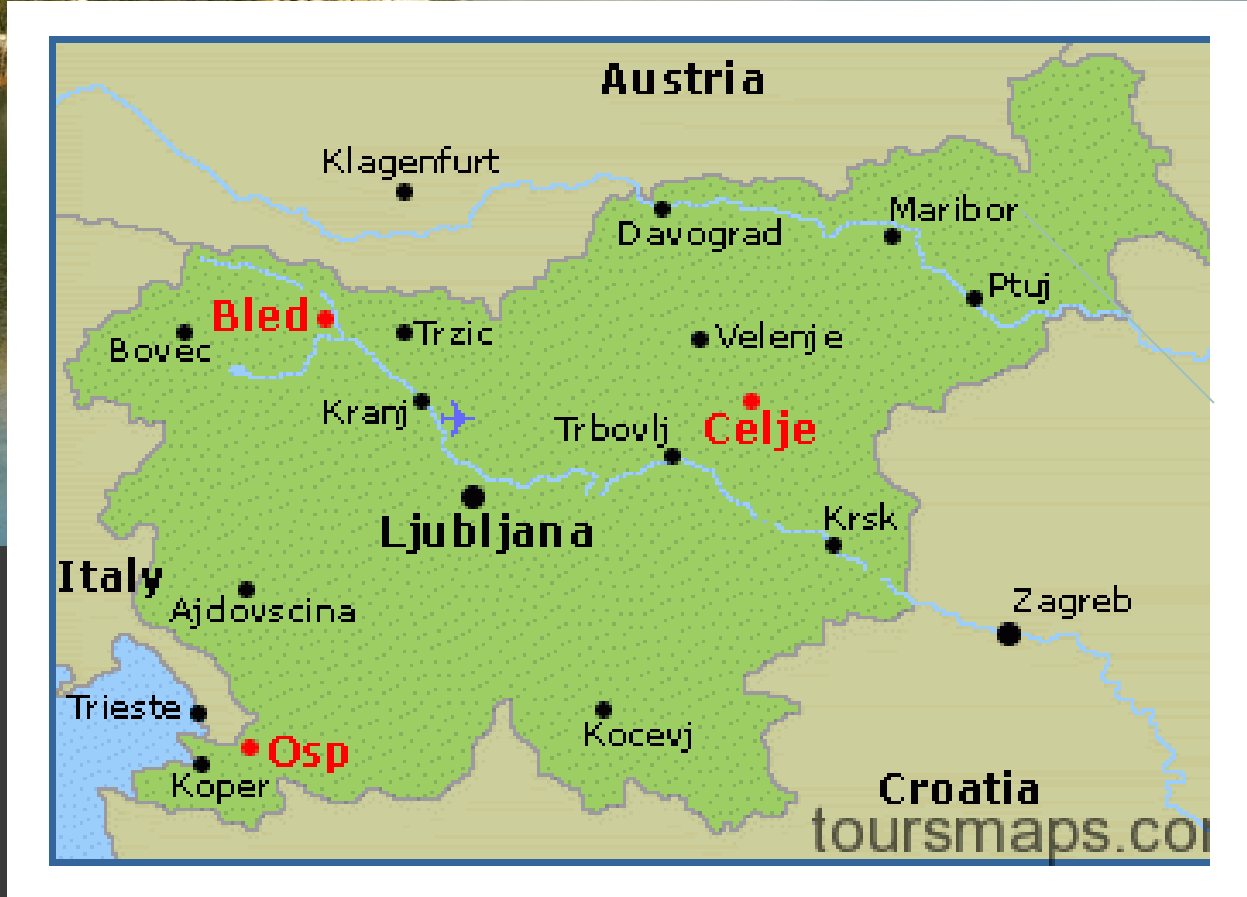 Austria
Klagenfurt
Maribor
Davograd
Ptuj
Bled
Trzic
Velenje
Bovec
Kranj
Trbovlj
Celje
Krsk
Ljubljana
Italy
Ajdovscina
Zagreb
Trieste
Osp
Kocevj
Koper
Croatia
toursmaps.co